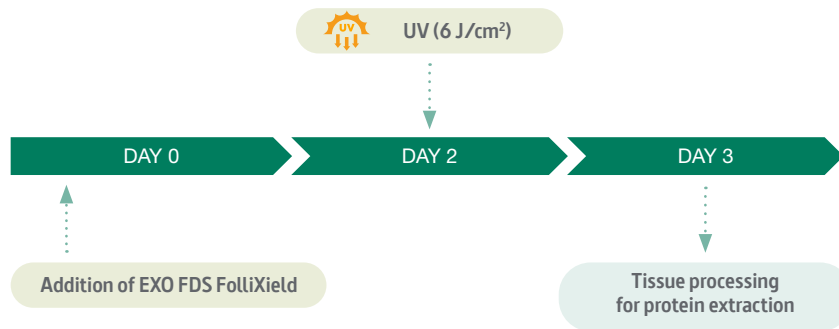 UV
UV (6 J/cm²)
DAY 0
DAY 2
DAY 3
Addition of EXO FDS FolliXield
Tissue processing
for protein extraction